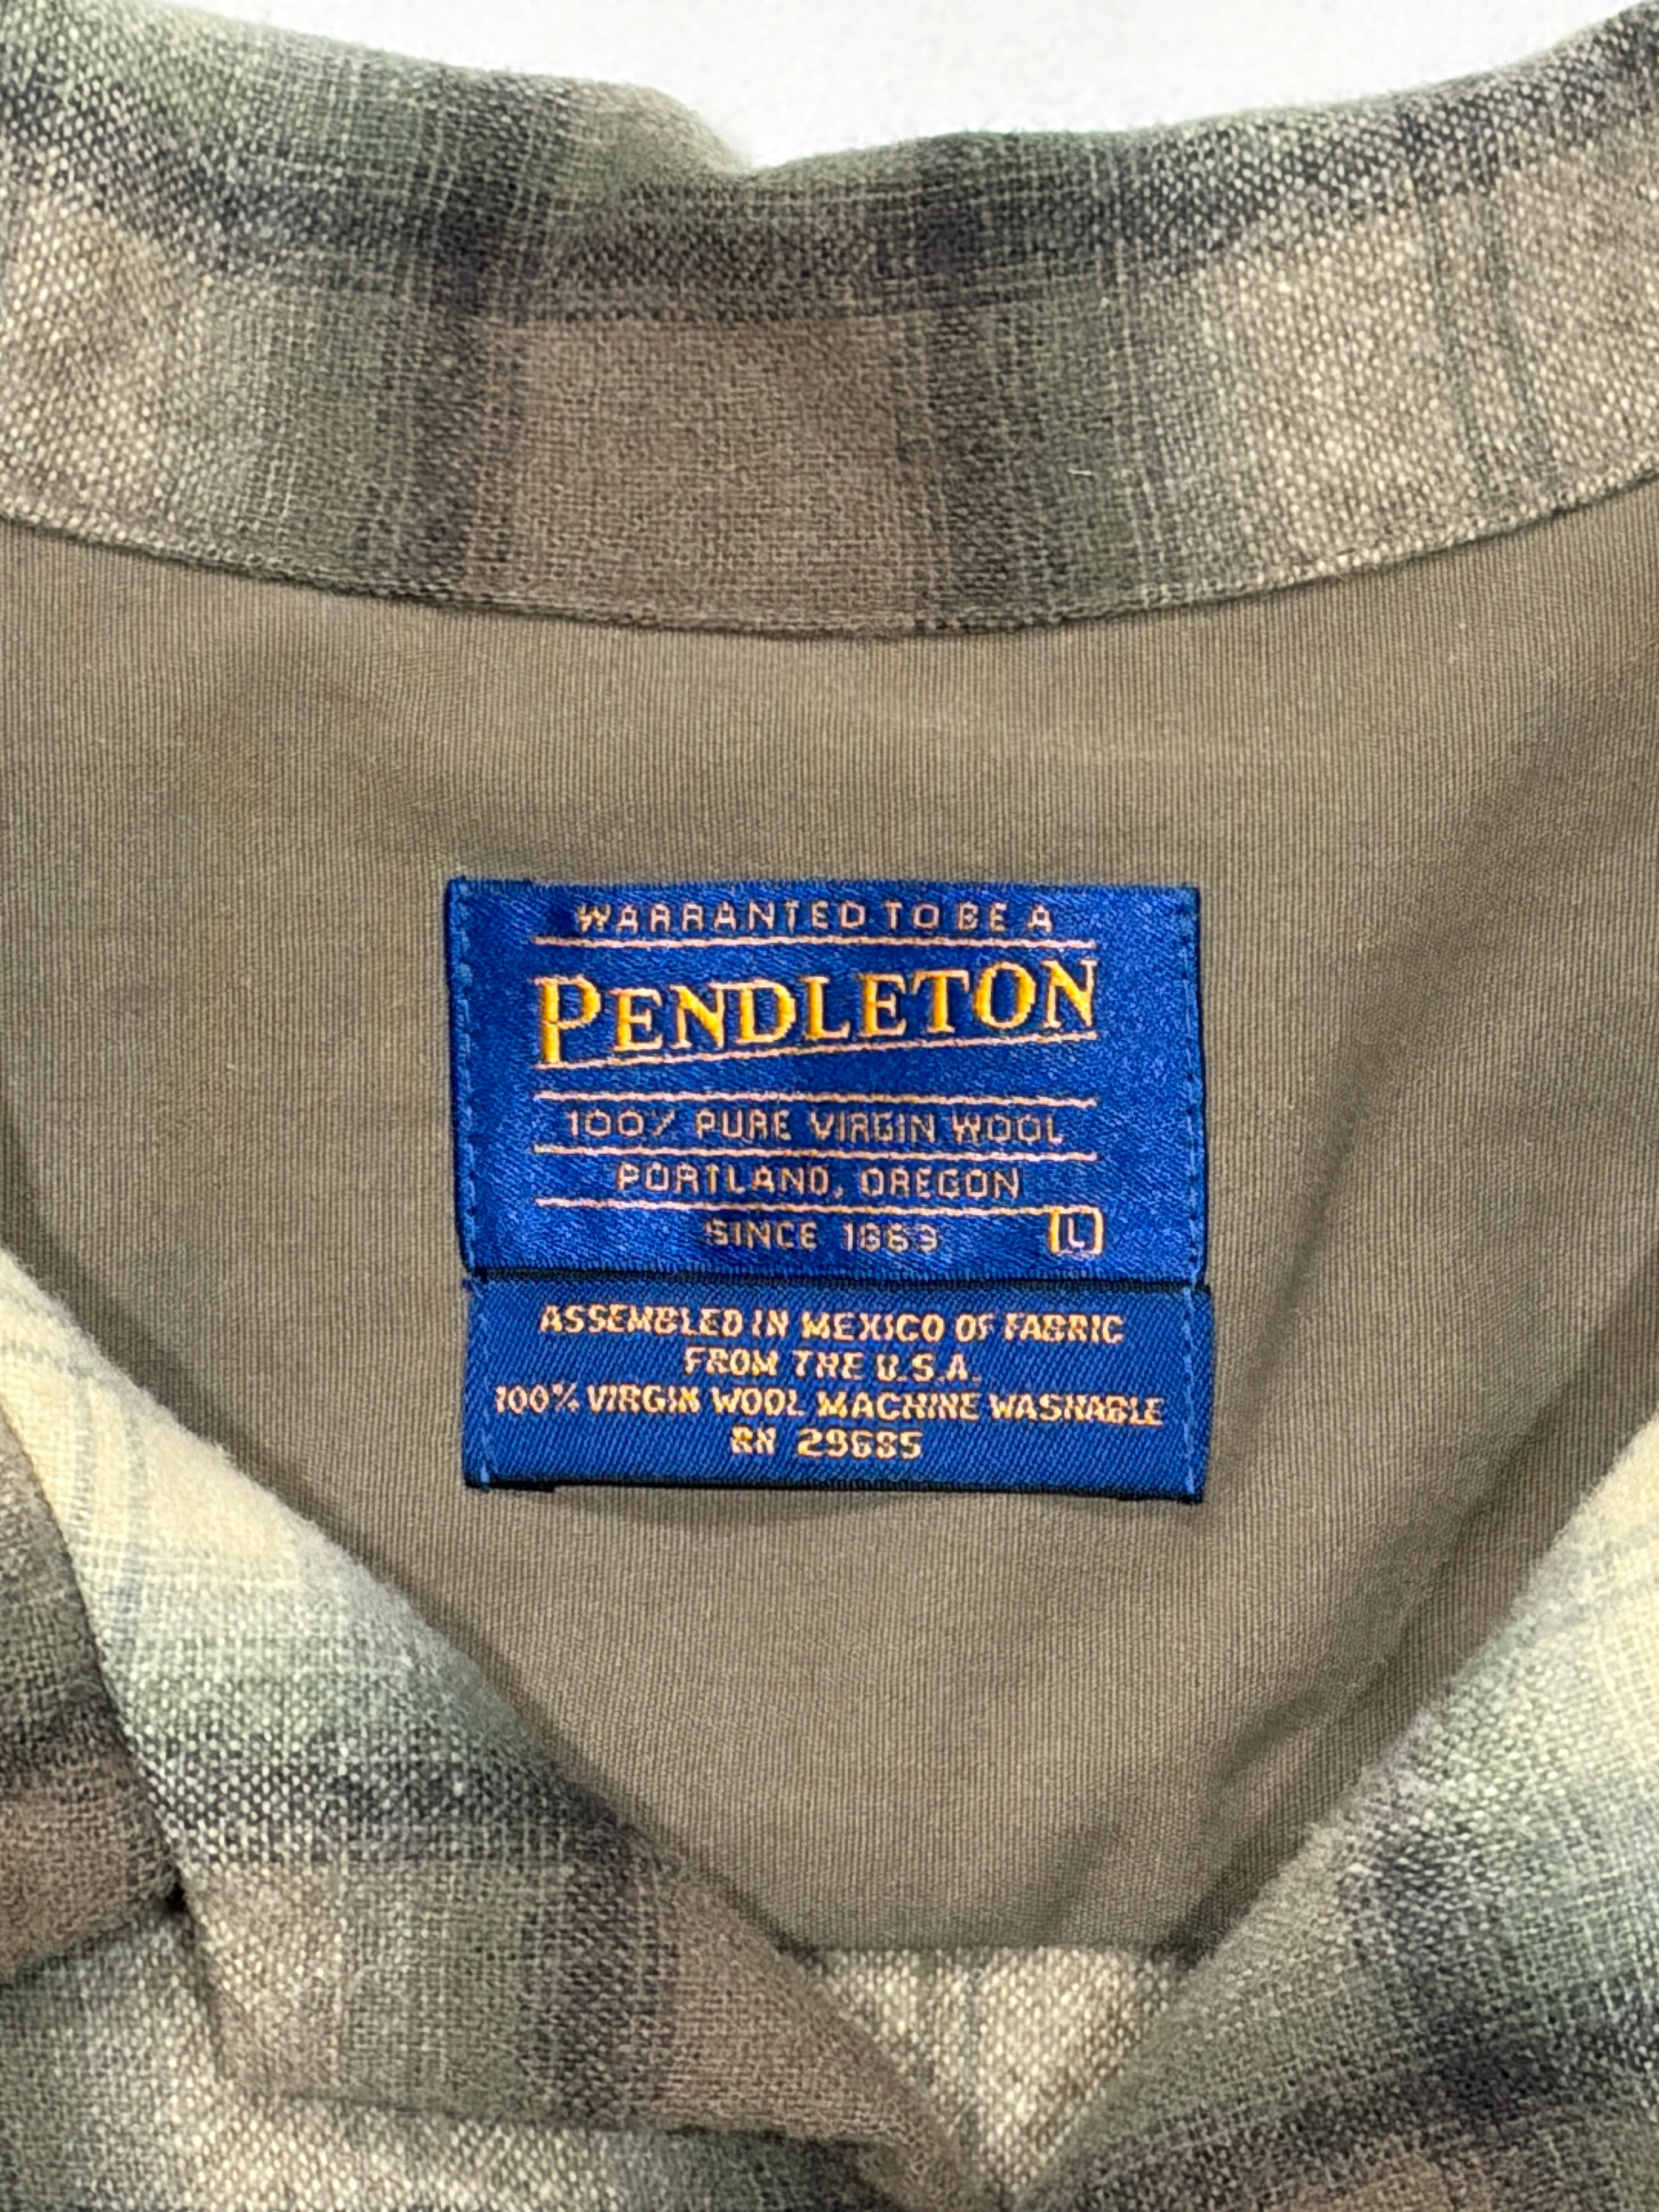 WARRANTED TO BE A
PENDLETON
100% PURE VIRGIN WOOL
PORTLAND, OREGON
SINCE 1863 L
ASSEMBLED IN MEXICO OF FABRIC
FROM THE U.S.A.
100% VIRGIN WOOL MACHINE WASHABLE
RN 29685